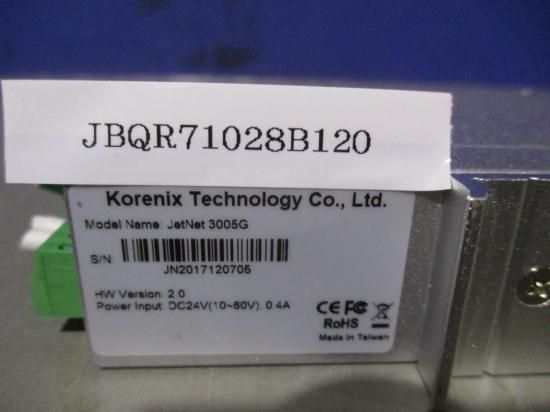 JBQR71028B120
Korenix Technology Co., Ltd.
Model Name: JetNet 3005G
S/N:
JN2017120705
HW Version: 2.0
Power Input: DC24V(10~60V), 0.4A
CE FC
RoHS
Made in Taiwan